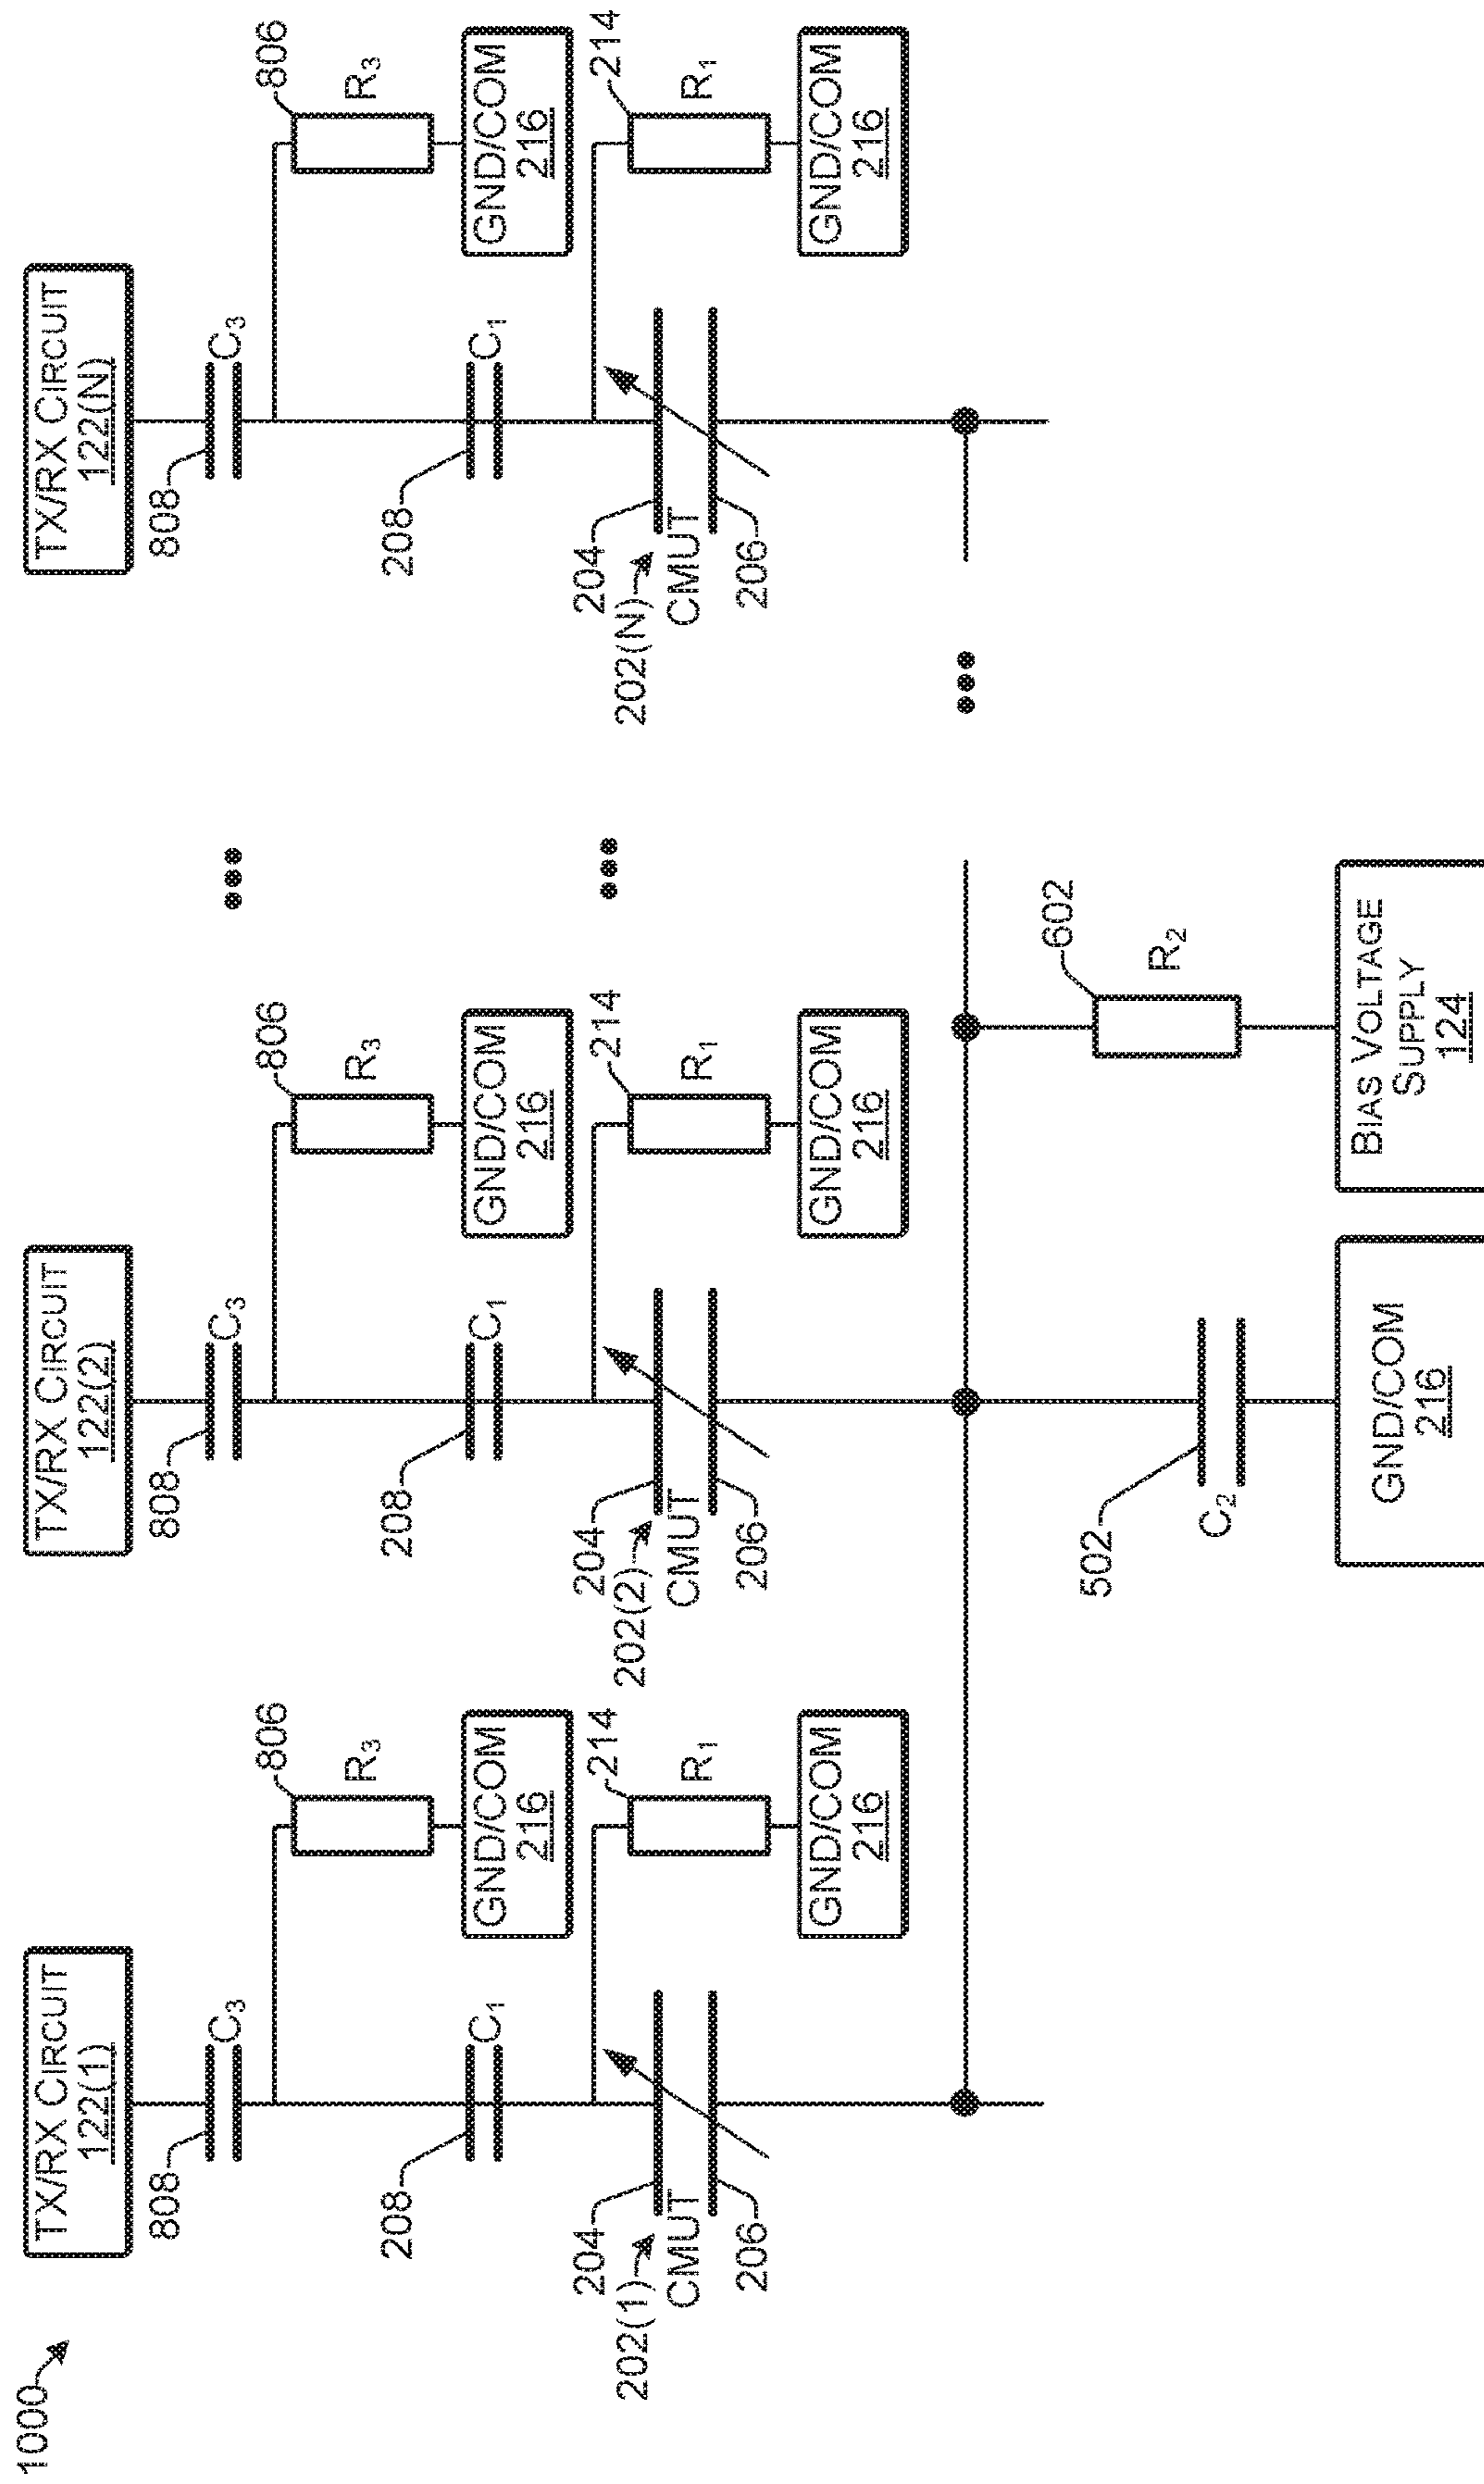 1000
TX/RX CIRCUIT
122(1)
808
C3
806
R3
GND/COM
216
208
C1
214
R1
GND/COM
216
204
202(1)
CMUT
206
TX/RX CIRCUIT
122(2)
808
C3
806
R3
GND/COM
216
208
C1
214
R1
GND/COM
216
204
202(2)
CMUT
206
TX/RX CIRCUIT
122(N)
808
C3
806
R3
GND/COM
216
208
C1
214
R1
GND/COM
216
204
202(N)
CMUT
206
502
C2
GND/COM
216
602
R2
BIAS VOLTAGE
SUPPLY
124